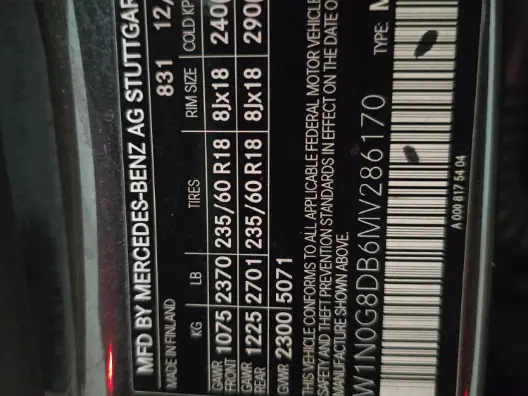 MFD BY MERCEDES-BENZ AG STUTTGAR
MADE IN FINLAND 831 12,
KG LB TIRES RIM SIZE COLD KP
GAWR FRONT 1075 2370 235/60 R18 8Jx18 240
GAWR REAR 1225 2701 235/60 R18 8Jx18 290
GVWR 2300/5071
THIS VEHICLE CONFORMS TO ALL APPLICABLE FEDERAL MOTOR VEHICLE
SAFETY AND THEFT PREVENTION STANDARDS IN EFFECT ON THE DATE O
MANUFACTURE SHOWN ABOVE.
W1N0G8DB6MV286170 TYPE:
A 000 817 54 04